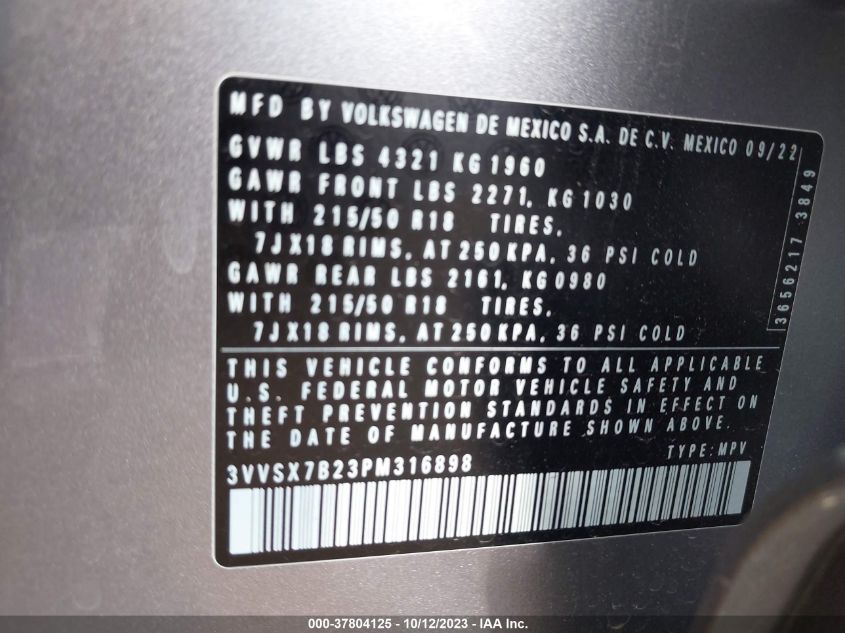 MFD BY VOLKSWAGEN DE MEXICO S.A. DE C.V. MEXICO 09/22
GVWR LBS 4321 KG 1960
GAWR FRONT LBS 2271, KG 1030
WITH 215/50 R18 TIRES,
7JX18 RIMS, AT 250 KPA, 36 PSI COLD
GAWR REAR LBS 2161, KG 0980
WITH 215/50 R18 TIRES,
7JX18 RIMS, AT 250 KPA, 36 PSI COLD
3656217 3849
THIS VEHICLE CONFORMS TO ALL APPLICABLE
U.S. FEDERAL MOTOR VEHICLE SAFETY AND
THEFT PREVENTION STANDARDS IN EFFECT ON
THE DATE OF MANUFACTURE SHOWN ABOVE.
TYPE: MPV
3VVSX7B23PM316898
000-37804125 - 10/12/2023 - IAA Inc.